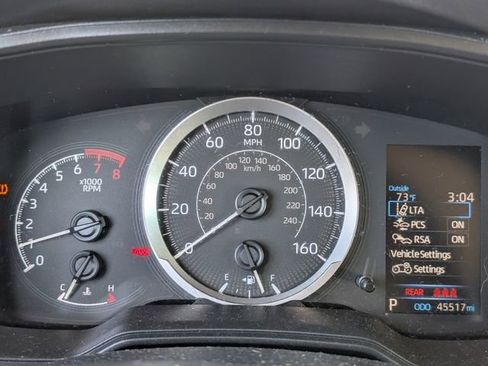 x1000
RPM
0
1
2
3
4
5
6
7
8
C
H
0
20
40
60
80
100
120
140
160
MPH
20
40
60
80
100
120
140
160
180
200
220
240
km/h
E
F
Outside
73°F
3:04
LTA
PCS ON
RSA ON
Vehicle Settings
Settings
REAR
P
ODO 45517 mi